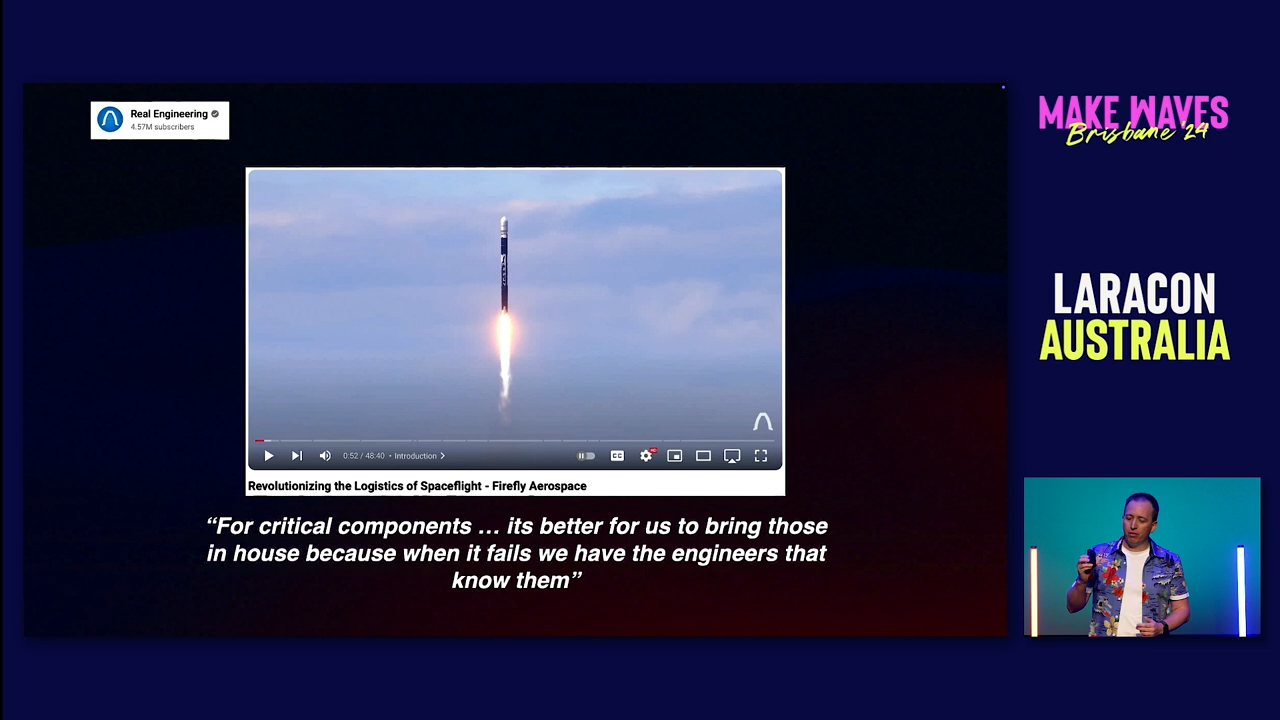 Real Engineering
4.57M subscribers
0:52 / 48:40 • Introduction
CC
HD
Revolutionizing the Logistics of Spaceflight - Firefly Aerospace
“For critical components … its better for us to bring those
in house because when it fails we have the engineers that
know them”
MAKE WAVES
Brisbane '24
LARACON
AUSTRALIA